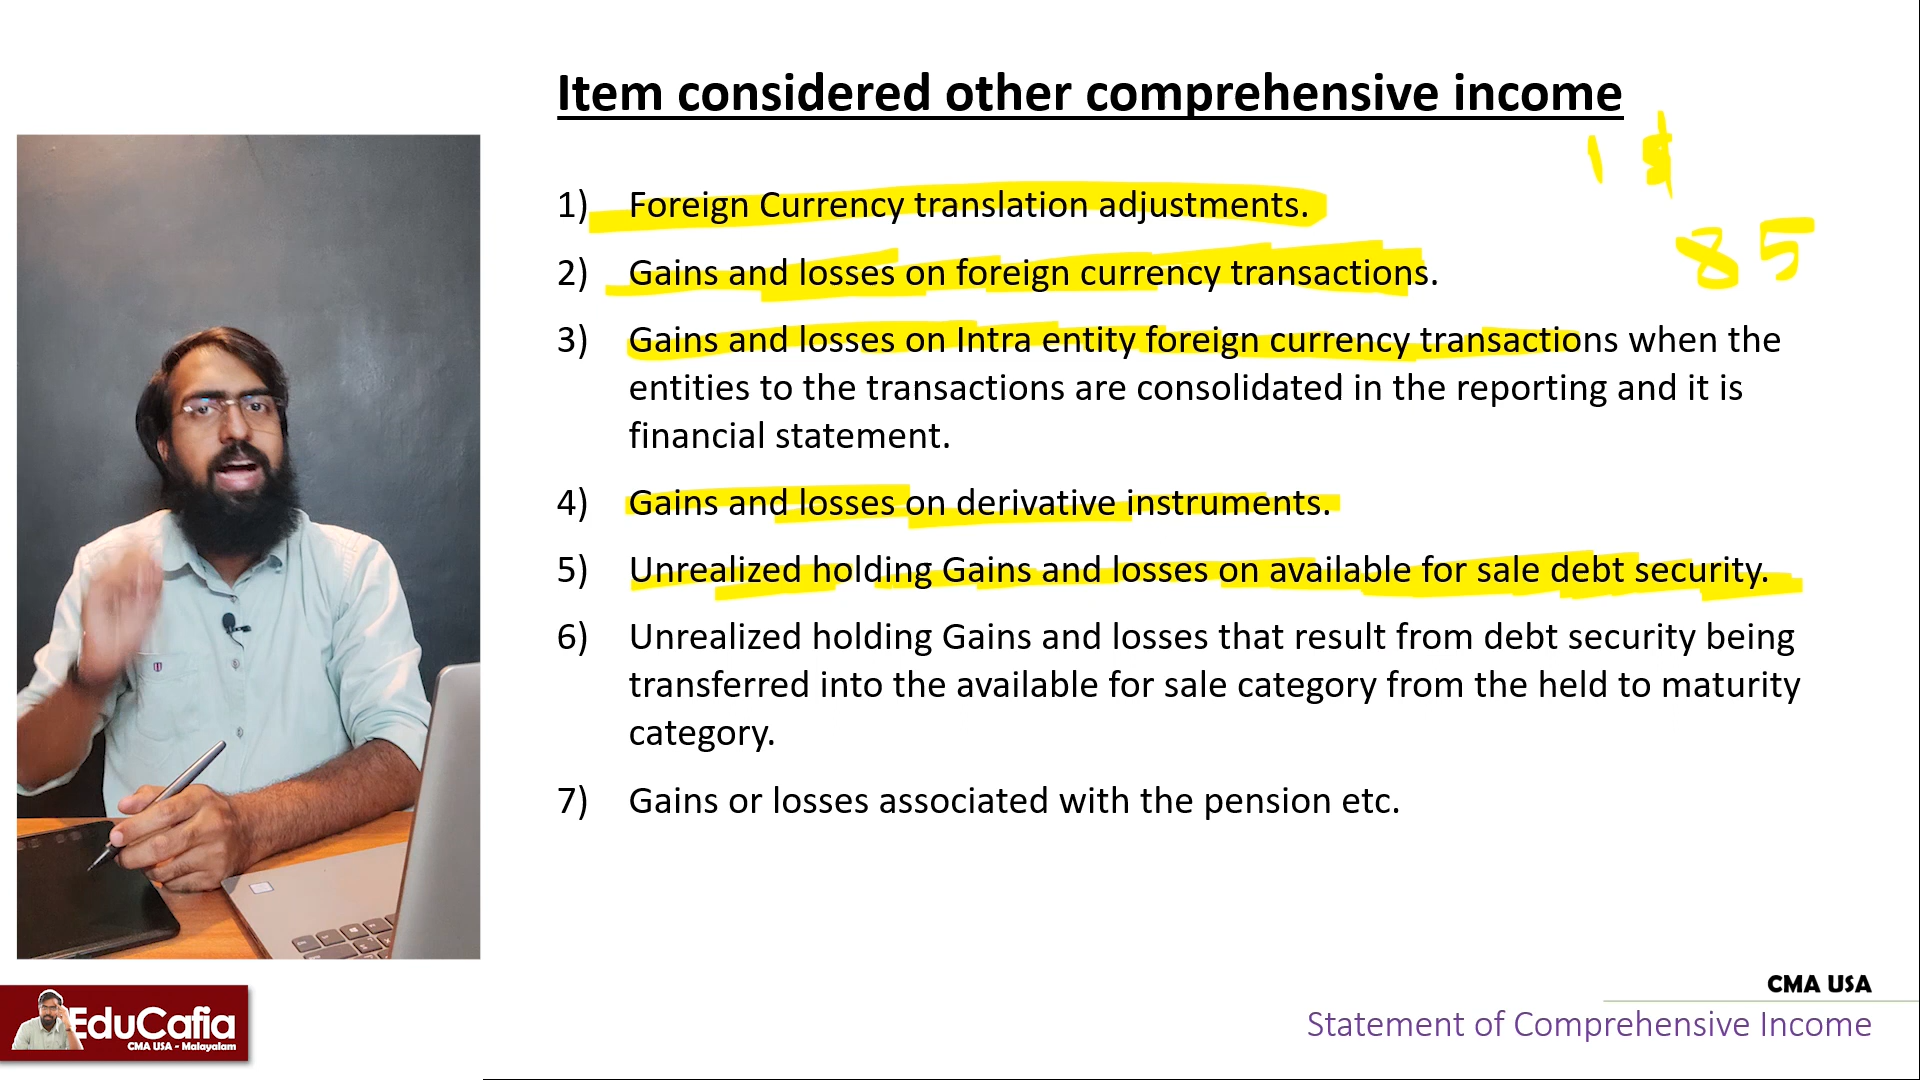 Item considered other comprehensive income
1 $
85
1) Foreign Currency translation adjustments.
2) Gains and losses on foreign currency transactions.
3) Gains and losses on Intra entity foreign currency transactions when the
entities to the transactions are consolidated in the reporting and it is
financial statement.
4) Gains and losses on derivative instruments.
5) Unrealized holding Gains and losses on available for sale debt security.
6) Unrealized holding Gains and losses that result from debt security being
transferred into the available for sale category from the held to maturity
category.
7) Gains or losses associated with the pension etc.
CMA USA
Statement of Comprehensive Income
EduCafia
CMA USA - Malayalam